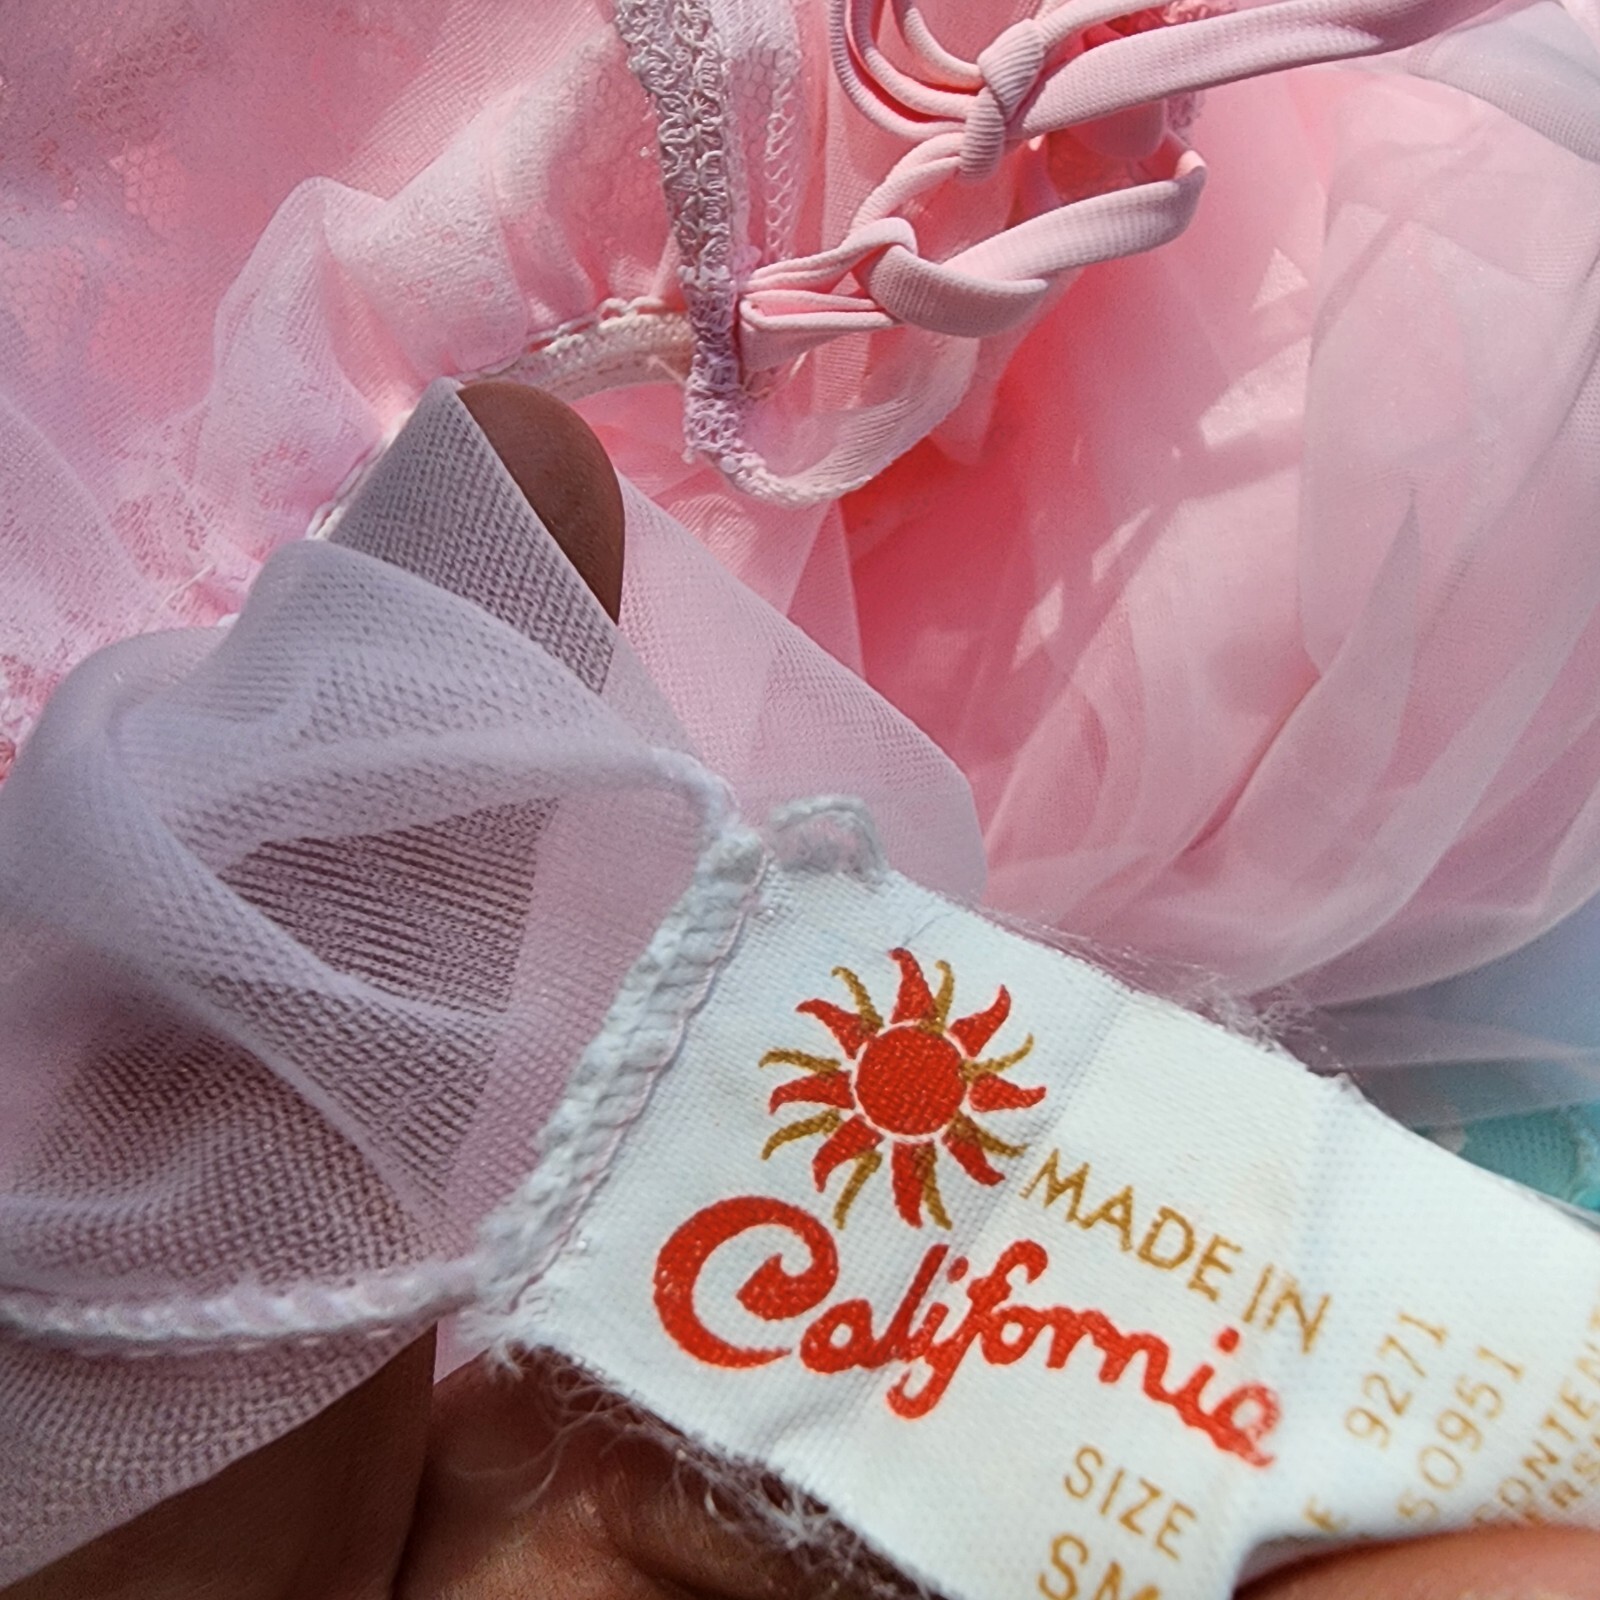 MADE IN
California
SIZE
SM
9271
50951